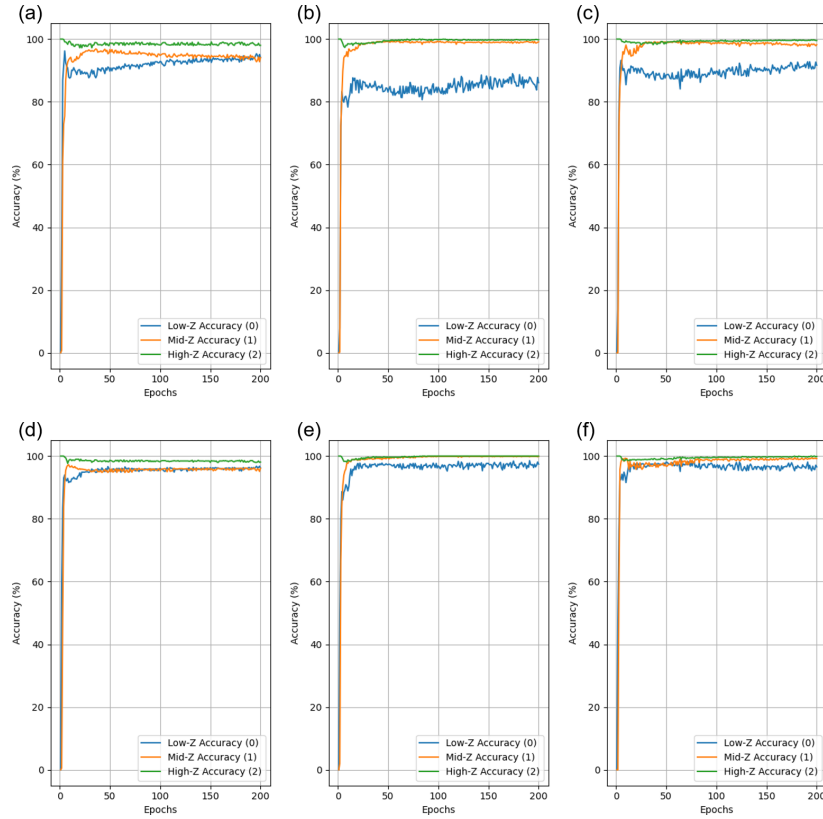 (a)
100
80
60
40
20
0
Accuracy (%)
0 50 100 150 200
Epochs
Low-Z Accuracy (0)
Mid-Z Accuracy (1)
High-Z Accuracy (2)
(b)
100
80
60
40
20
0
Accuracy (%)
0 50 100 150 200
Epochs
Low-Z Accuracy (0)
Mid-Z Accuracy (1)
High-Z Accuracy (2)
(c)
100
80
60
40
20
0
Accuracy (%)
0 50 100 150 200
Epochs
Low-Z Accuracy (0)
Mid-Z Accuracy (1)
High-Z Accuracy (2)
(d)
100
80
60
40
20
0
Accuracy (%)
0 50 100 150 200
Epochs
Low-Z Accuracy (0)
Mid-Z Accuracy (1)
High-Z Accuracy (2)
(e)
100
80
60
40
20
0
Accuracy (%)
0 50 100 150 200
Epochs
Low-Z Accuracy (0)
Mid-Z Accuracy (1)
High-Z Accuracy (2)
(f)
100
80
60
40
20
0
Accuracy (%)
0 50 100 150 200
Epochs
Low-Z Accuracy (0)
Mid-Z Accuracy (1)
High-Z Accuracy (2)